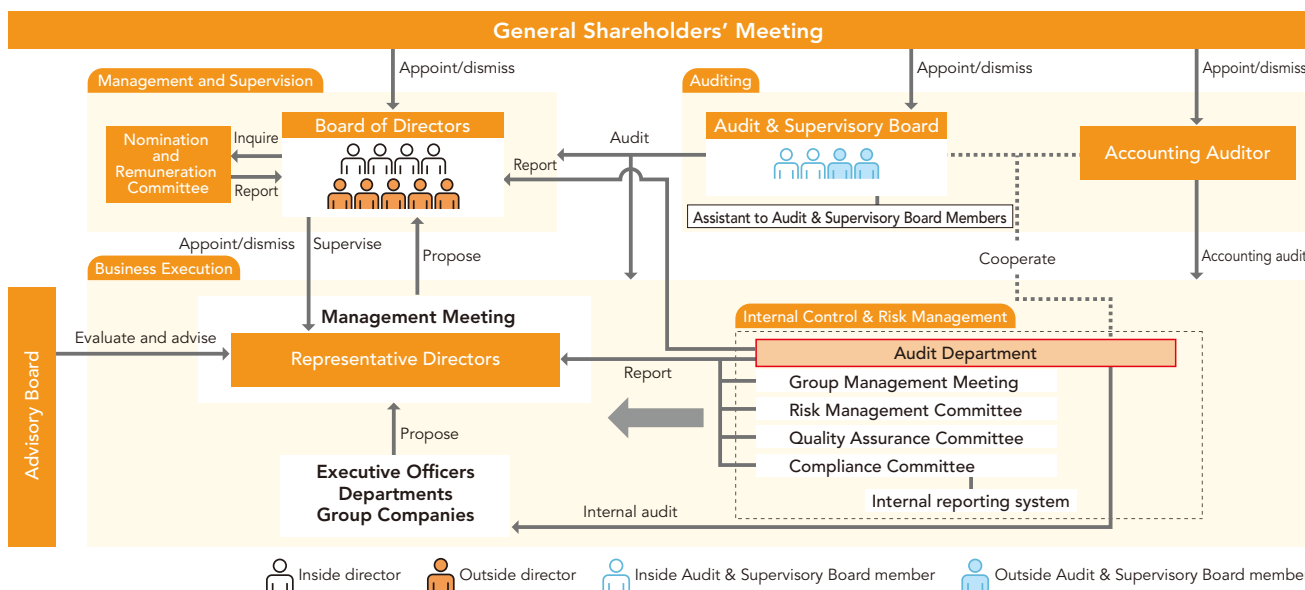 General Shareholders' Meeting
Appoint/dismiss
Appoint/dismiss
Appoint/dismiss
Management and Supervision
Auditing
Board of Directors
Audit & Supervisory Board
Accounting Auditor
Nomination
and
Remuneration
Committee
Inquire
Report
Audit
Report
Assistant to Audit & Supervisory Board Members
Appoint/dismiss
Supervise
Propose
Cooperate
Accounting audit
Business Execution
Advisory Board
Evaluate and advise
Management Meeting
Representative Directors
Internal Control & Risk Management
Audit Department
Report
Group Management Meeting
Risk Management Committee
Quality Assurance Committee
Compliance Committee
Internal reporting system
Propose
Executive Officers
Departments
Group Companies
Internal audit
Inside director
Outside director
Inside Audit & Supervisory Board member
Outside Audit & Supervisory Board member